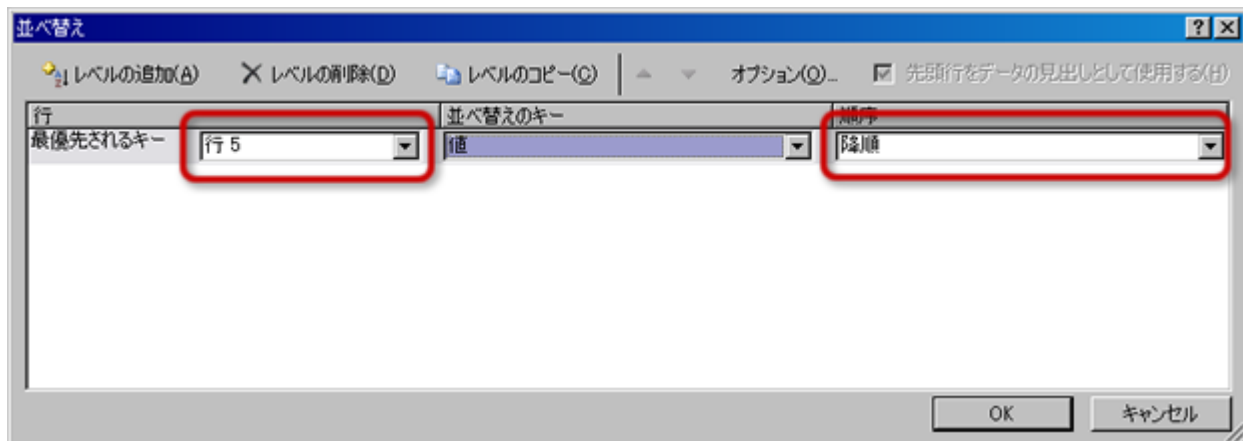 並べ替え
レベルの追加(A) レベルの削除(D) レベルのコピー(C) オプション(O)... 先頭行をデータの見出しとして使用する(H)
行 並べ替えのキー 順序
最優先されるキー 行 5 値 降順
OK キャンセル